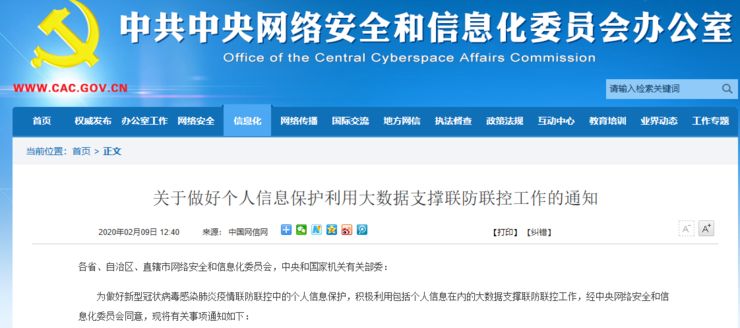 中共中央网络安全和信息化委员会办公室
Office of the Central Cyberspace Affairs Commission
WWW.CAC.GOV.CN
请输入检索关键词
首页 权威发布 办公室工作 网络安全 信息化 网络传播 国际交流 地方网信 执法督查 政策法规 互动中心 教育培训 业界动态 工作专题
当前位置：首页 > 正文
关于做好个人信息保护利用大数据支撑联防联控工作的通知
2020年02月09日 12:40 来源： 中国网信网 【打印】【纠错】 A- A+
各省、自治区、直辖市网络安全和信息化委员会，中央和国家机关有关部委：
为做好新型冠状病毒感染肺炎疫情联防联控中的个人信息保护，积极利用包括个人信息在内的大数据支撑联防联控工作，经中央网络安全和信
息化委员会同意，现将有关事项通知如下：